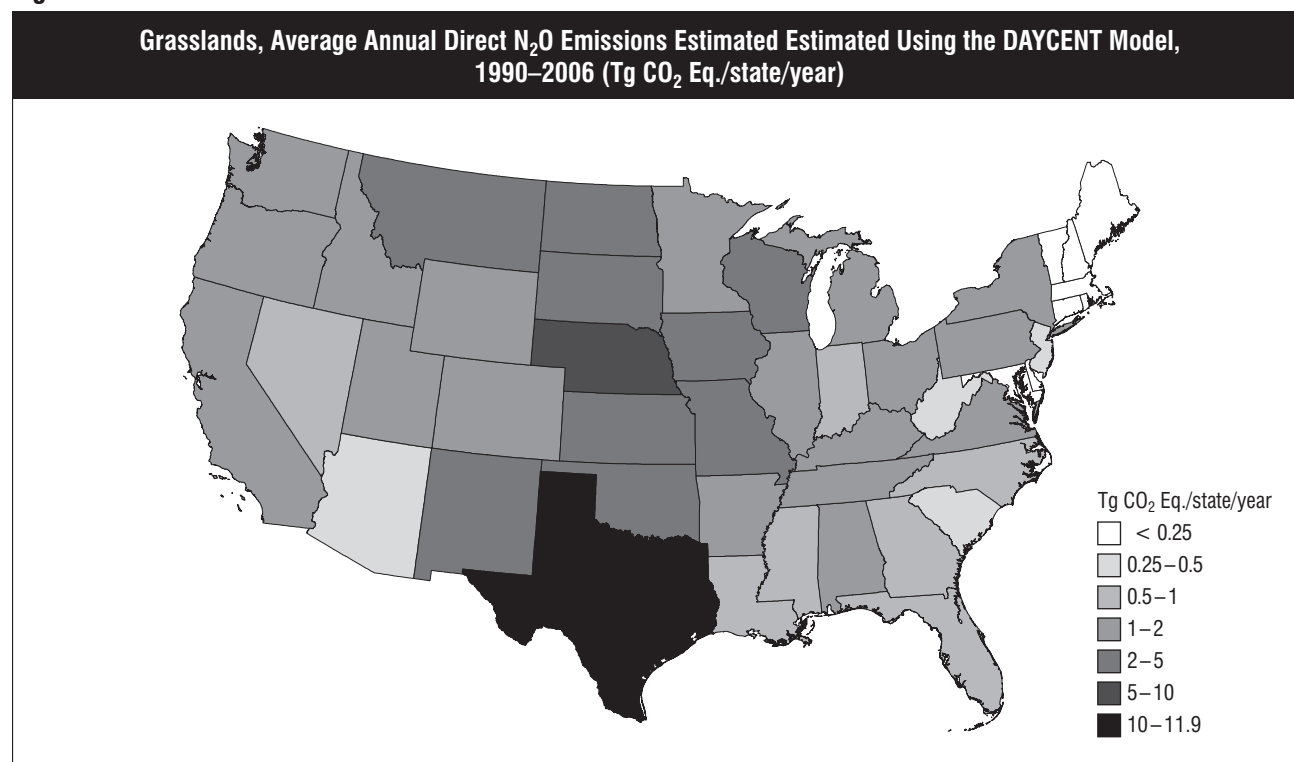 Grasslands, Average Annual Direct N₂O Emissions Estimated Estimated Using the DAYCENT Model,
1990–2006 (Tg CO₂ Eq./state/year)
Tg CO₂ Eq./state/year
< 0.25
0.25–0.5
0.5–1
1–2
2–5
5–10
10–11.9